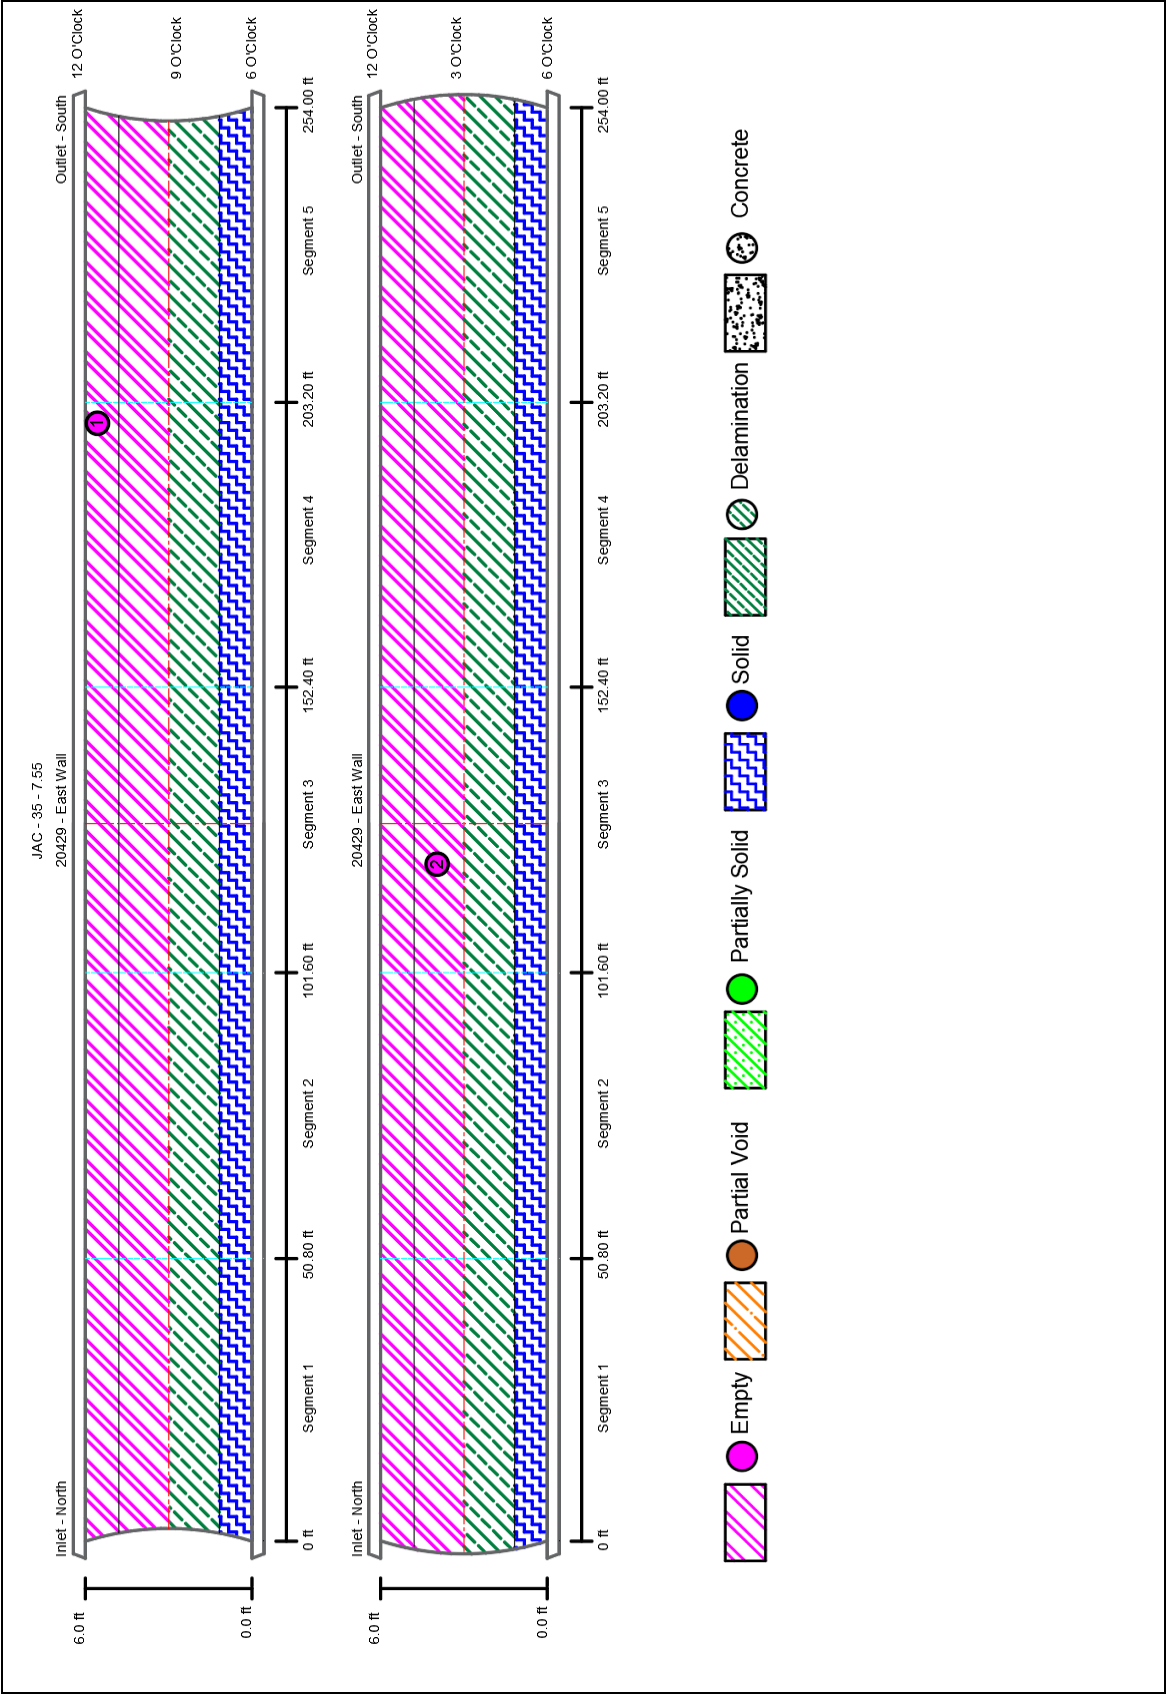 JAC - 35 - 7.55
Inlet - North 20429 - East Wall Outlet - South
12 O'Clock
9 O'Clock
6.0 ft
1
6 O'Clock
0.0 ft
Segment 1 Segment 2 Segment 3 Segment 4 Segment 5
0 ft 50.80 ft 101.60 ft 152.40 ft 203.20 ft 254.00 ft
Inlet - North 20429 - East Wall Outlet - South
12 O'Clock
3 O'Clock
6.0 ft
2
6 O'Clock
0.0 ft
Segment 1 Segment 2 Segment 3 Segment 4 Segment 5
0 ft 50.80 ft 101.60 ft 152.40 ft 203.20 ft 254.00 ft
Empty Partial Void Partially Solid Solid Delamination Concrete